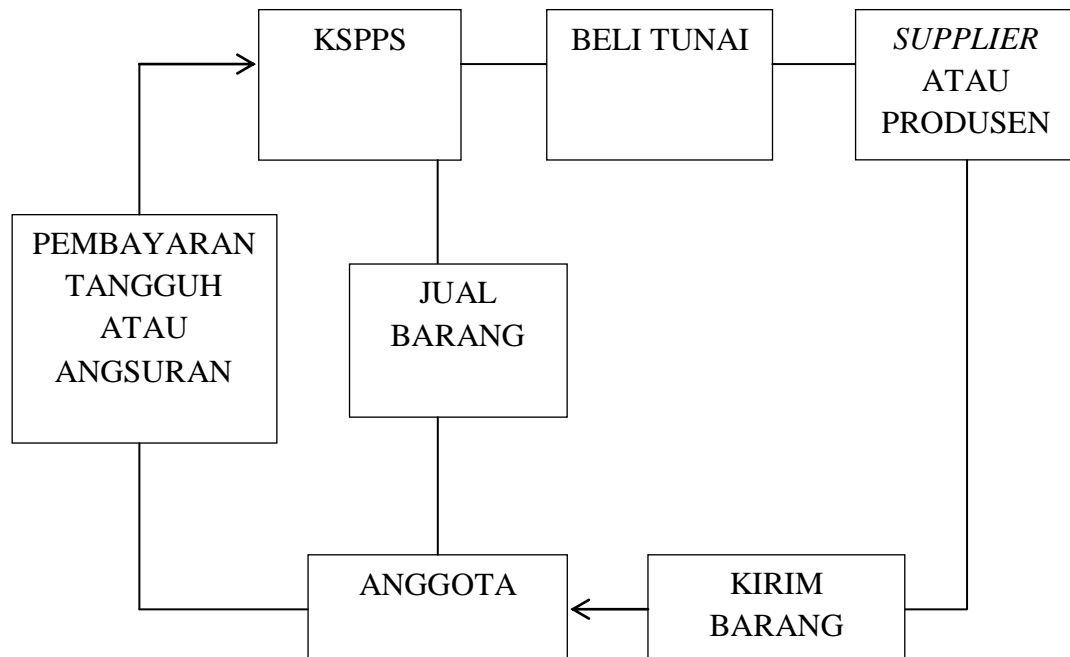 KSPPS
BELI TUNAI
SUPPLIER
ATAU
PRODUSEN
PEMBAYARAN
TANGGUH
ATAU
ANGSURAN
JUAL
BARANG
ANGGOTA
KIRIM
BARANG